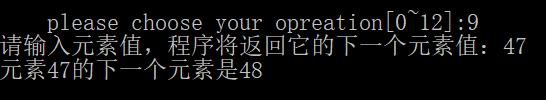 please choose your opreation[0~12]:9
请输入元素值，程序将返回它的下一个元素值：47
元素47的下一个元素是48